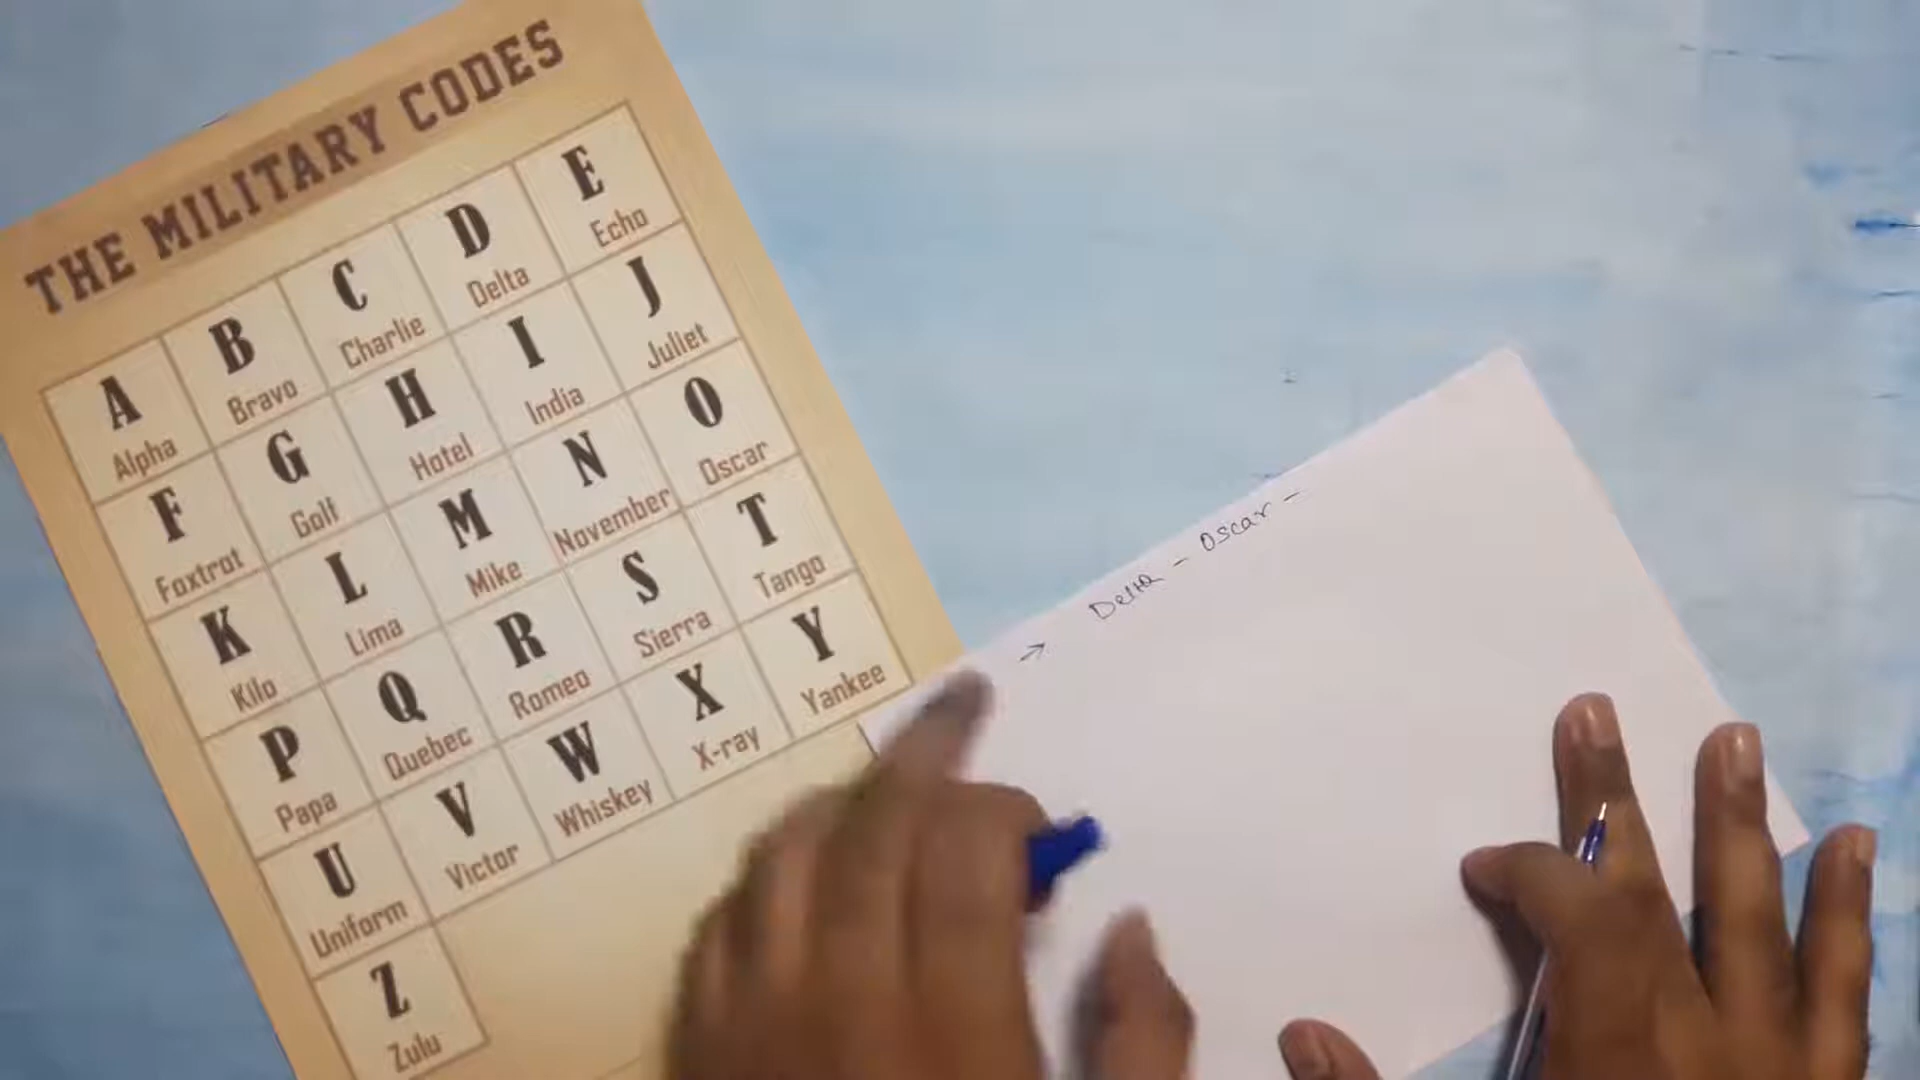 THE MILITARY CODES
A B C D E
Alpha Bravo Charlie Delta Echo
F G H I J
Foxtrot Golf Hotel India Juliet
K L M N O
Kilo Lima Mike November Oscar
P Q R S T
Papa Quebec Romeo Sierra Tango
U V W X Y
Uniform Victor Whiskey X-ray Yankee
Z
Zulu
→ Delta - Oscar -